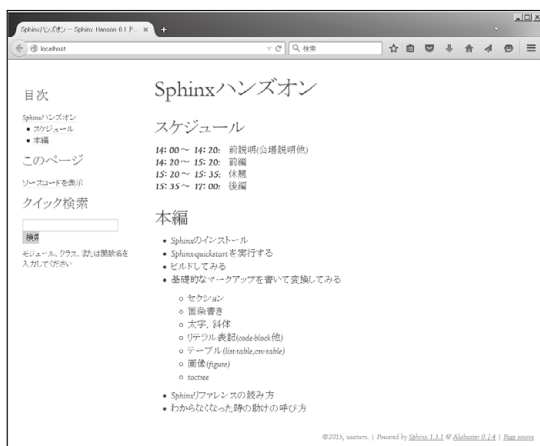 Sphinxハンズオン — Sphinx Hanson 0.1 ド...
localhost
検索
目次
Sphinxハンズオン
スケジュール
本編
このページ
ソースコードを表示
クイック検索
検索
モジュール、クラス、または関数名を
入力してください
Sphinxハンズオン
スケジュール
14:00 〜 14:20: 前説明(会場説明他)
14:20 〜 15:20: 前編
15:20 〜 15:35: 休憩
15:35 〜 17:00: 後編
本編
Sphinxのインストール
Sphinx-quickstartを実行する
ビルドしてみる
基礎的なマークアップを書いて変換してみる
セクション
箇条書き
太字、斜体
リテラル表記(code-block他)
テーブル(list-table,csv-table)
画像(figure)
toctree
Sphinxリファレンスの読み方
わからなくなった時の助けの呼び方
©2015, | Powered by Sphinx 1.3.1 & Alabaster 0.7.4 | Page source